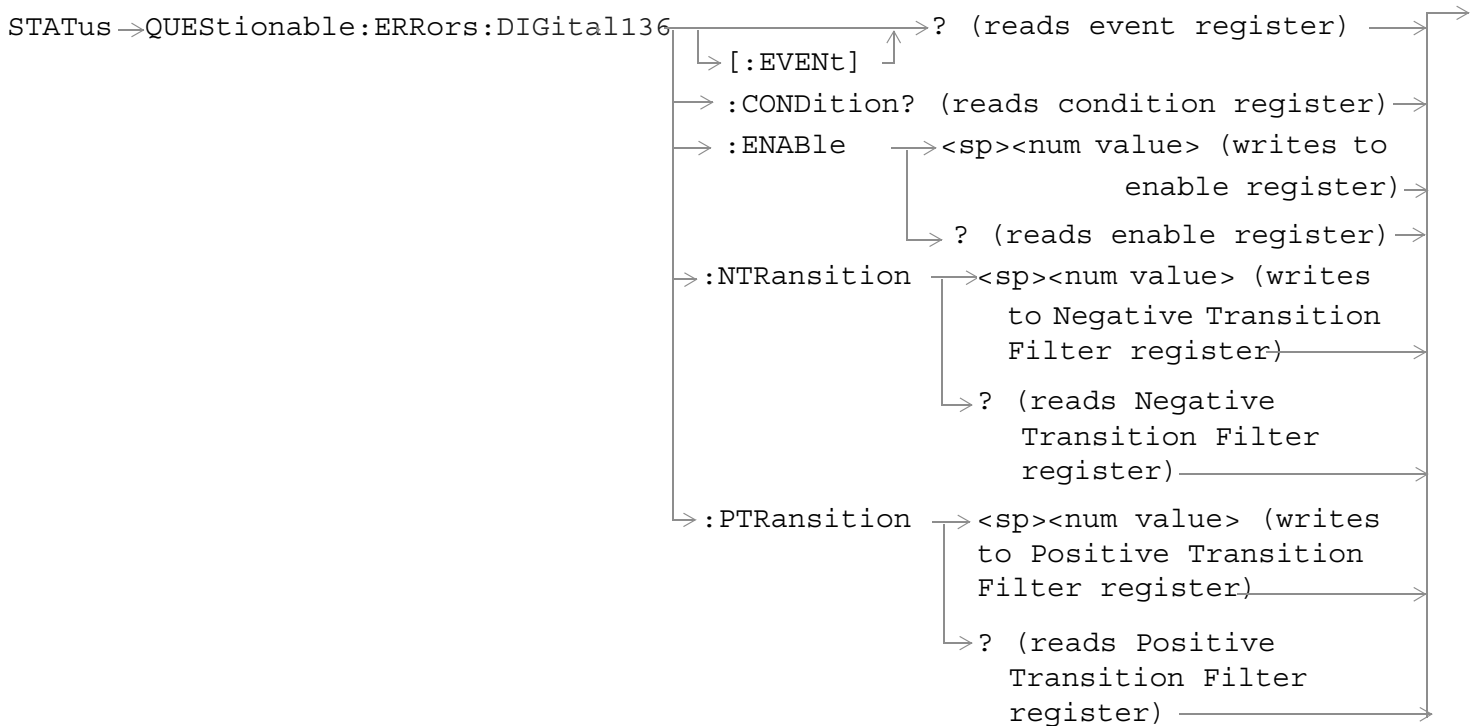 STATus QUEStionable:ERRors:DIGital136 ? (reads event register)
[:EVENt]
:CONDition? (reads condition register)
:ENABle <sp><num value> (writes to
enable register)
? (reads enable register)
:NTRansition <sp><num value> (writes
to Negative Transition
Filter register)
? (reads Negative
Transition Filter
register)
:PTRansition <sp><num value> (writes
to Positive Transition
Filter register)
? (reads Positive
Transition Filter
register)